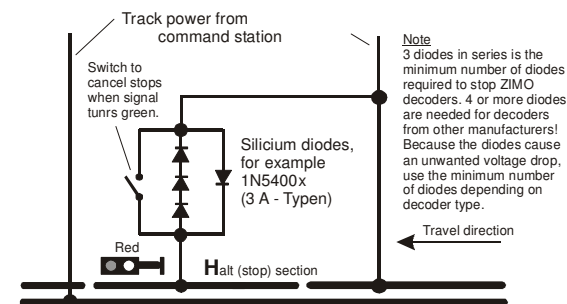 Track power from
command station
Switch to
cancel stops
when signal
tunrs green.
Silicium diodes,
for example
1N5400x
(3 A - Typen)
Note
3 diodes in series is the
minimum number of diodes
required to stop ZIMO
decoders. 4 or more diodes
are needed for decoders
from other manufacturers!
Because the diodes cause
an unwanted voltage drop,
use the minimum number
of diodes depending on
decoder type.
Travel direction
Red
Halt (stop) section